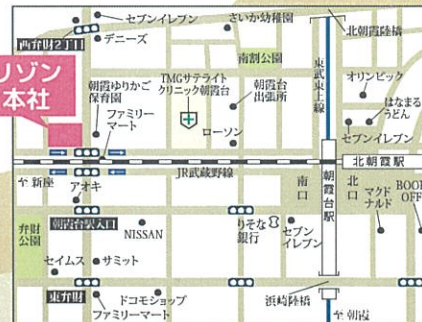 セブンイレブン
デニーズ
西弁財2丁目
さいか幼稚園
北朝霞陸橋
南割公園
東武東上線
リゾン
本社
朝霞ゆりかご
保育園
TMGサテライト
クリニック朝霞台
朝霞台
出張所
オリンピック
はなまる
うどん
ファミリー
マート
ローソン
セブンイレブン
北朝霞駅
至 新座
JR武蔵野線
アオキ
南口
朝霞台駅
北口
マクド
ナルド
BOOK
OFF
弁財
公園
朝霞台駅入口
NISSAN
りそな
銀行
セブン
イレブン
セイムス
サミット
東弁財
ドコモショップ
ファミリーマート
浜崎陸橋
至 朝霞